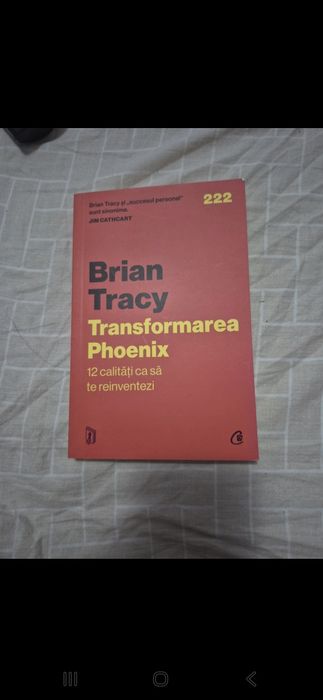 Brian Tracy și „succesul personal”
sunt sinonime.
JIM CATHCART
222
Brian
Tracy
Transformarea
Phoenix
12 calități ca să
te reinventezi